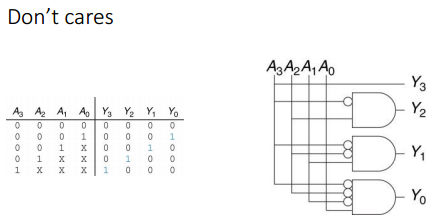 Don't cares
A₃ A₂ A₁ A₀ Y₃ Y₂ Y₁ Y₀
0 0 0 0 0 0 0 0
0 0 0 1 0 0 0 1
0 0 1 X 0 0 1 0
0 1 X X 0 1 0 0
1 X X X 1 0 0 0
A₃A₂A₁A₀
Y₃
Y₂
Y₁
Y₀